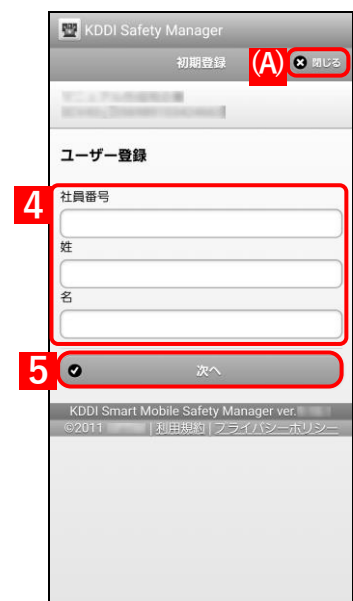 KDDI Safety Manager
初期登録
(A)
閉じる
ユーザー登録
4
社員番号
姓
名
5
次へ
KDDI Smart Mobile Safety Manager ver.
©2011 | 利用規約 | プライバシーポリシー